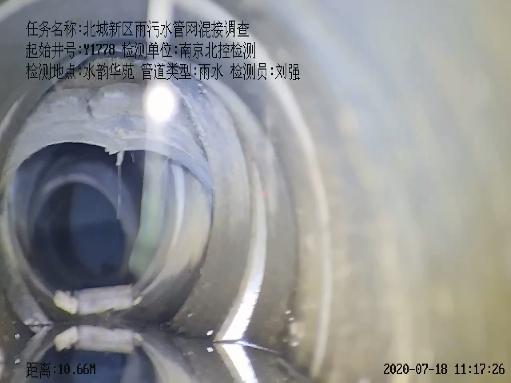 任务名称:北城新区雨污水管网混接调查
起始井号:Y1778 检测单位:南京北控检测
检测地点:水韵华苑 管道类型:雨水 检测员:刘强
距离:10.66M
2020-07-18 11:17:26